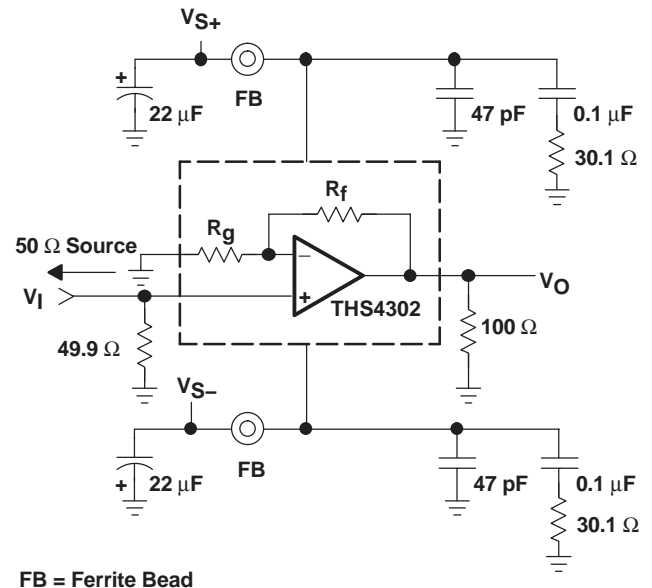 VS+
+
22 µF
FB
47 pF
0.1 µF
30.1 Ω
Rf
Rg
50 Ω Source
−
+
VI
THS4302
VO
49.9 Ω
100 Ω
VS−
FB
22 µF
+
47 pF
0.1 µF
30.1 Ω
FB = Ferrite Bead